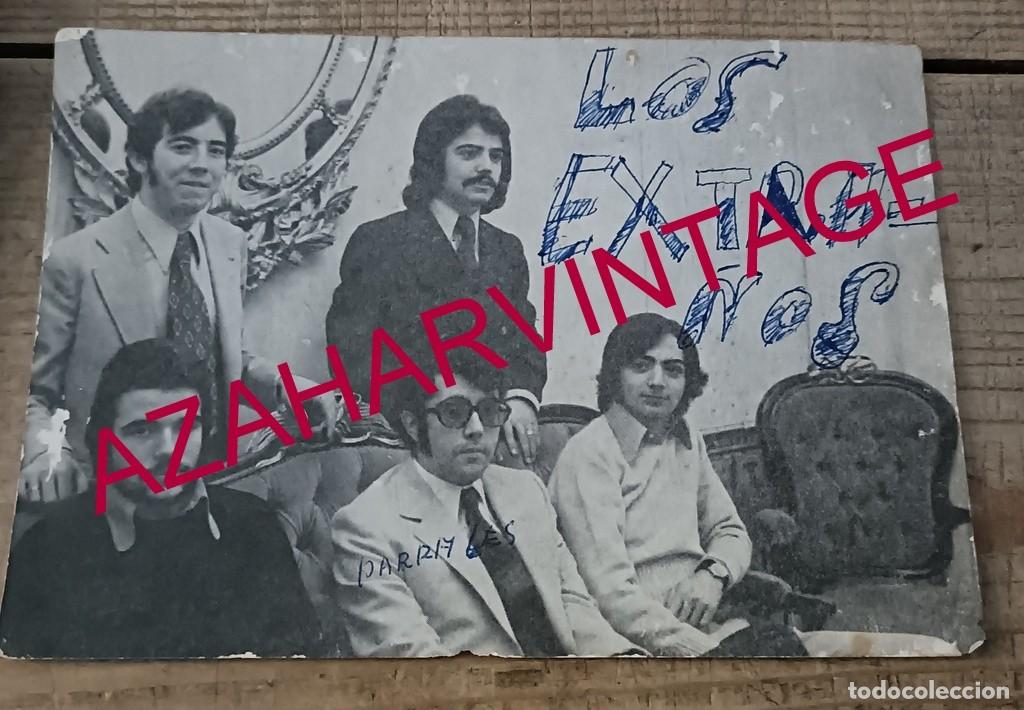 LOS
EXTRA=
ÑOS
AZAHARVINTAGE
todocoleccion